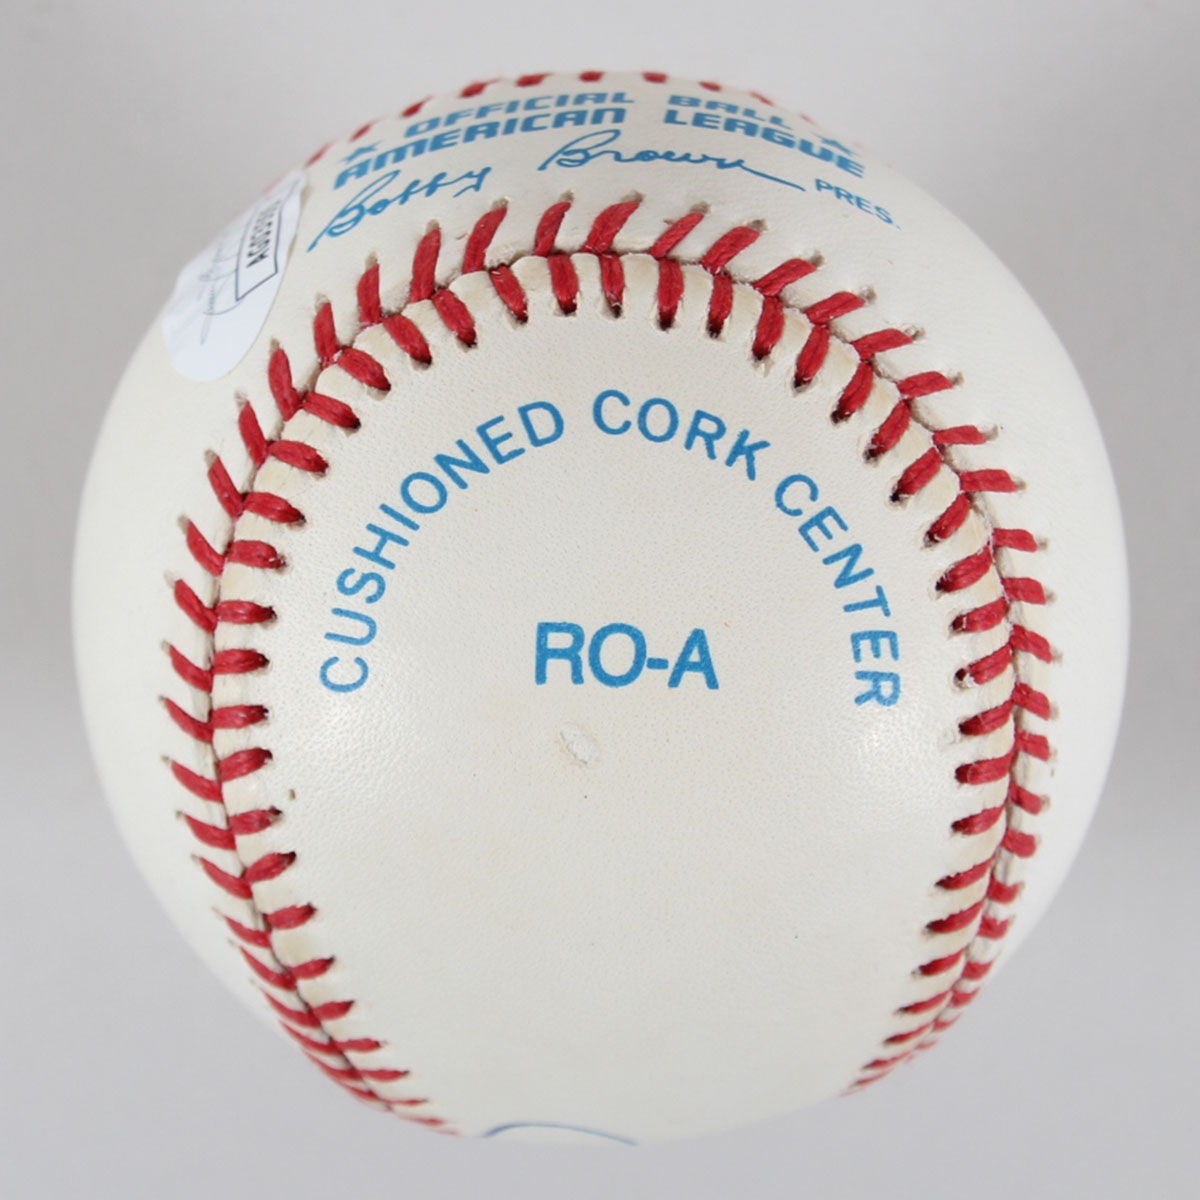 ★ OFFICIAL BALL ★
AMERICAN LEAGUE
Bobby Brown PRES.
CUSHIONED CORK CENTER
RO-A